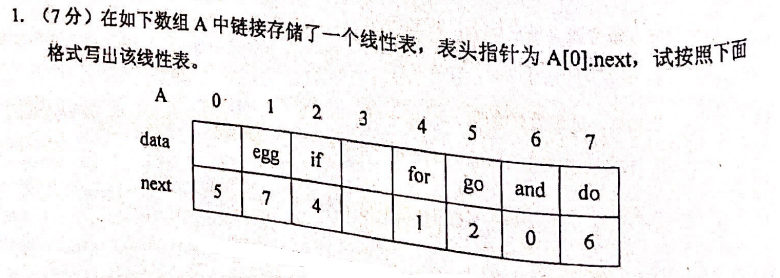 1.（7分）在如下数组 A 中链接存储了一个线性表，表头指针为 A[0].next，试按照下面
格式写出该线性表。
A 0 1 2 3 4 5 6 7
data egg if for go and do
next 5 7 4 1 2 0 6